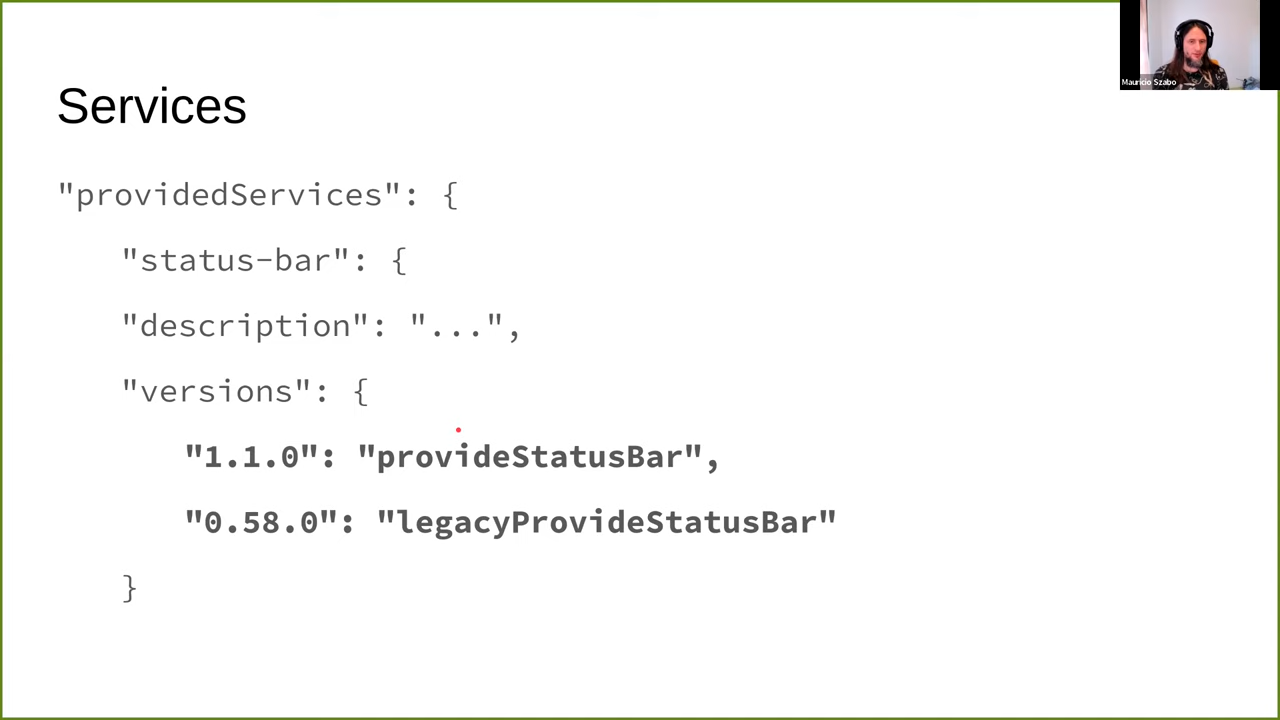 Mauricio Szabo
Services
"providedServices": {
"status-bar": {
"description": "...",
"versions": {
"1.1.0": "provideStatusBar",
"0.58.0": "legacyProvideStatusBar"
}